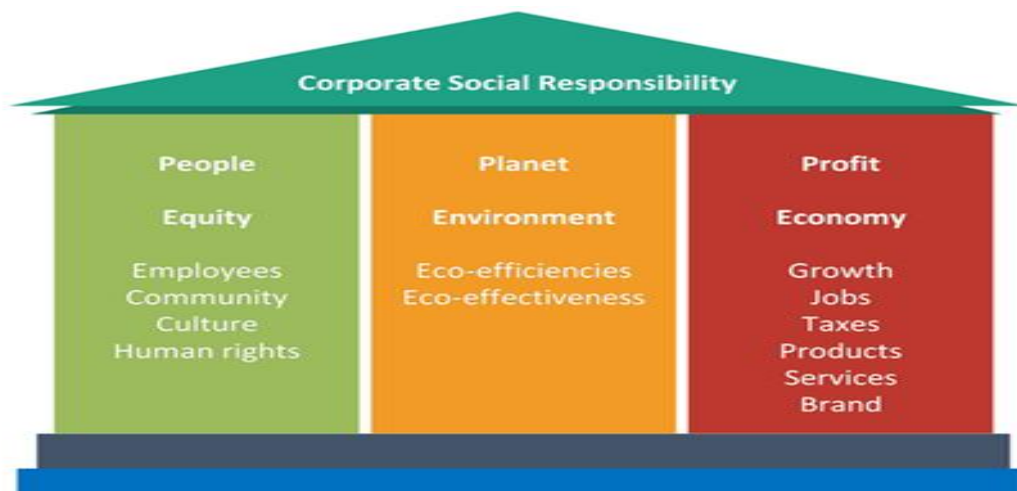 Corporate Social Responsibility
People
Equity
Employees
Community
Culture
Human rights
Planet
Environment
Eco-efficiencies
Eco-effectiveness
Profit
Economy
Growth
Jobs
Taxes
Products
Services
Brand